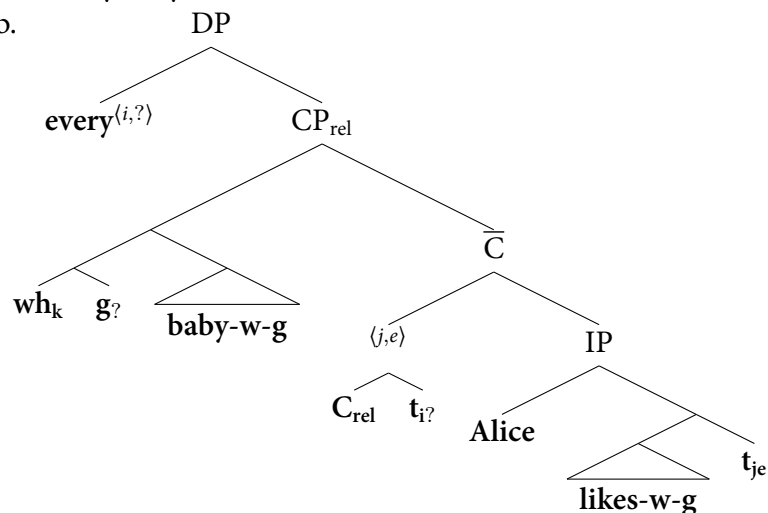 b.
DP
every⟨i,?⟩
CPrel
C̅
whk g?
baby-w-g
⟨j,e⟩
IP
Crel ti?
Alice
tje
likes-w-g